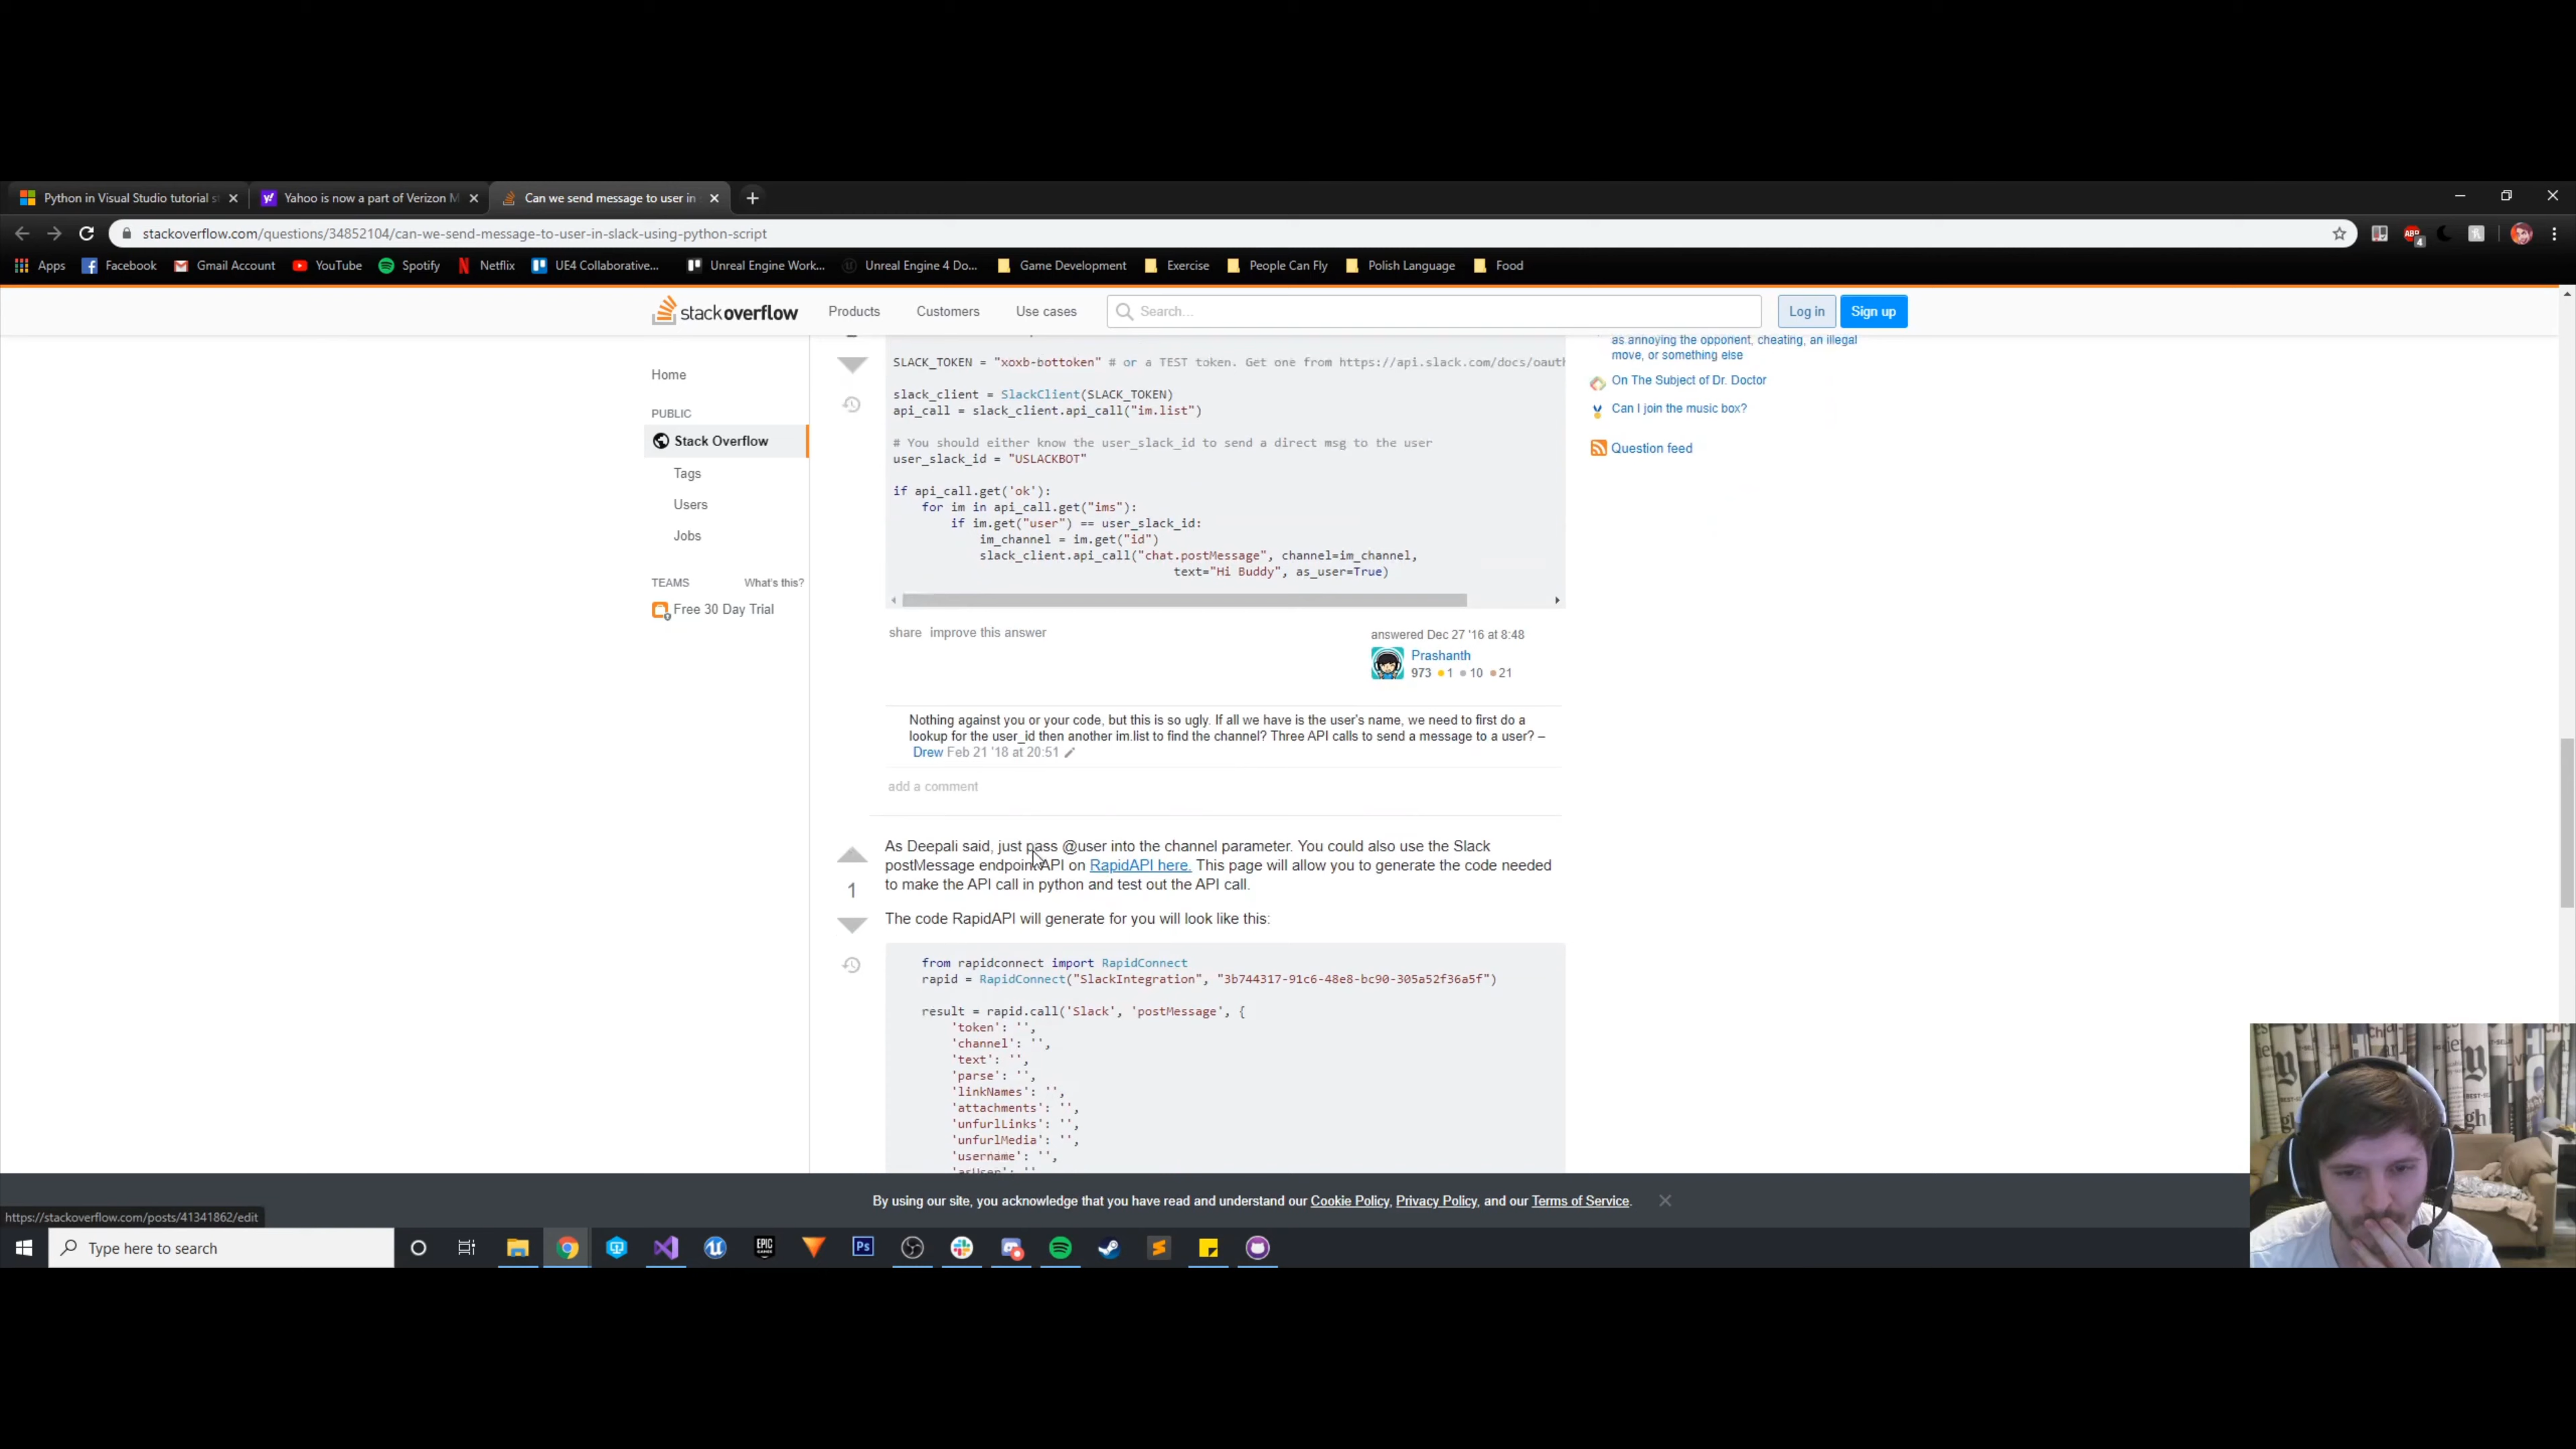 Python in Visual Studio tutorial s
Yahoo is now a part of Verizon M
Can we send message to user in
stackoverflow.com/questions/34852104/can-we-send-message-to-user-in-slack-using-python-script
Apps Facebook Gmail Account YouTube Spotify Netflix UE4 Collaborative... Unreal Engine Work... Unreal Engine 4 Do... Game Development Exercise People Can Fly Polish Language Food
stackoverflow Products Customers Use cases Search... Log in Sign up
Home
PUBLIC
Stack Overflow
Tags
Users
Jobs
TEAMS What's this?
Free 30 Day Trial
SLACK_TOKEN = "xoxb-bottoken" # or a TEST token. Get one from https://api.slack.com/docs/oaut
slack_client = SlackClient(SLACK_TOKEN)
api_call = slack_client.api_call("im.list")
# You should either know the user_slack_id to send a direct msg to the user
user_slack_id = "USLACKBOT"
if api_call.get('ok'):
for im in api_call.get("ims"):
if im.get("user") == user_slack_id:
im_channel = im.get("id")
slack_client.api_call("chat.postMessage", channel=im_channel,
text="Hi Buddy", as_user=True)
share improve this answer
answered Dec 27 '16 at 8:48
Prashanth
973 1 10 21
Nothing against you or your code, but this is so ugly. If all we have is the user's name, we need to first do a
lookup for the user_id then another im.list to find the channel? Three API calls to send a message to a user? –
Drew Feb 21 '18 at 20:51
add a comment
As Deepali said, just pass @user into the channel parameter. You could also use the Slack
postMessage endpoint API on RapidAPI here. This page will allow you to generate the code needed
to make the API call in python and test out the API call.
1
The code RapidAPI will generate for you will look like this:
from rapidconnect import RapidConnect
rapid = RapidConnect("SlackIntegration", "3b744317-91c6-48e8-bc90-305a52f36a5f")
result = rapid.call('Slack', 'postMessage', {
'token': '',
'channel': '',
'text': '',
'parse': '',
'linkNames': '',
'attachments': '',
'unfurlLinks': '',
'unfurlMedia': '',
'username': '',
'asUser': ''
as annoying the opponent, cheating, an illegal
move, or something else
On The Subject of Dr. Doctor
Can I join the music box?
Question feed
By using our site, you acknowledge that you have read and understand our Cookie Policy, Privacy Policy, and our Terms of Service.
https://stackoverflow.com/posts/41341862/edit
Type here to search